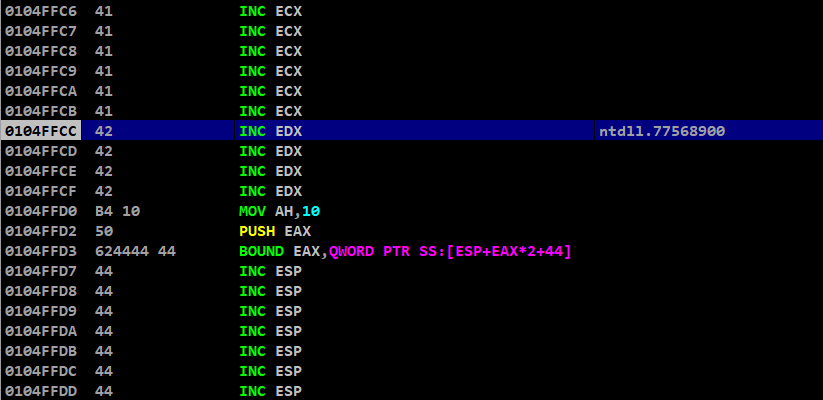 0104FFC6 41 INC ECX
0104FFC7 41 INC ECX
0104FFC8 41 INC ECX
0104FFC9 41 INC ECX
0104FFCA 41 INC ECX
0104FFCB 41 INC ECX
0104FFCC 42 INC EDX ntdll.77568900
0104FFCD 42 INC EDX
0104FFCE 42 INC EDX
0104FFCF 42 INC EDX
0104FFD0 B4 10 MOV AH,10
0104FFD2 50 PUSH EAX
0104FFD3 624444 44 BOUND EAX,QWORD PTR SS:[ESP+EAX*2+44]
0104FFD7 44 INC ESP
0104FFD8 44 INC ESP
0104FFD9 44 INC ESP
0104FFDA 44 INC ESP
0104FFDB 44 INC ESP
0104FFDC 44 INC ESP
0104FFDD 44 INC ESP